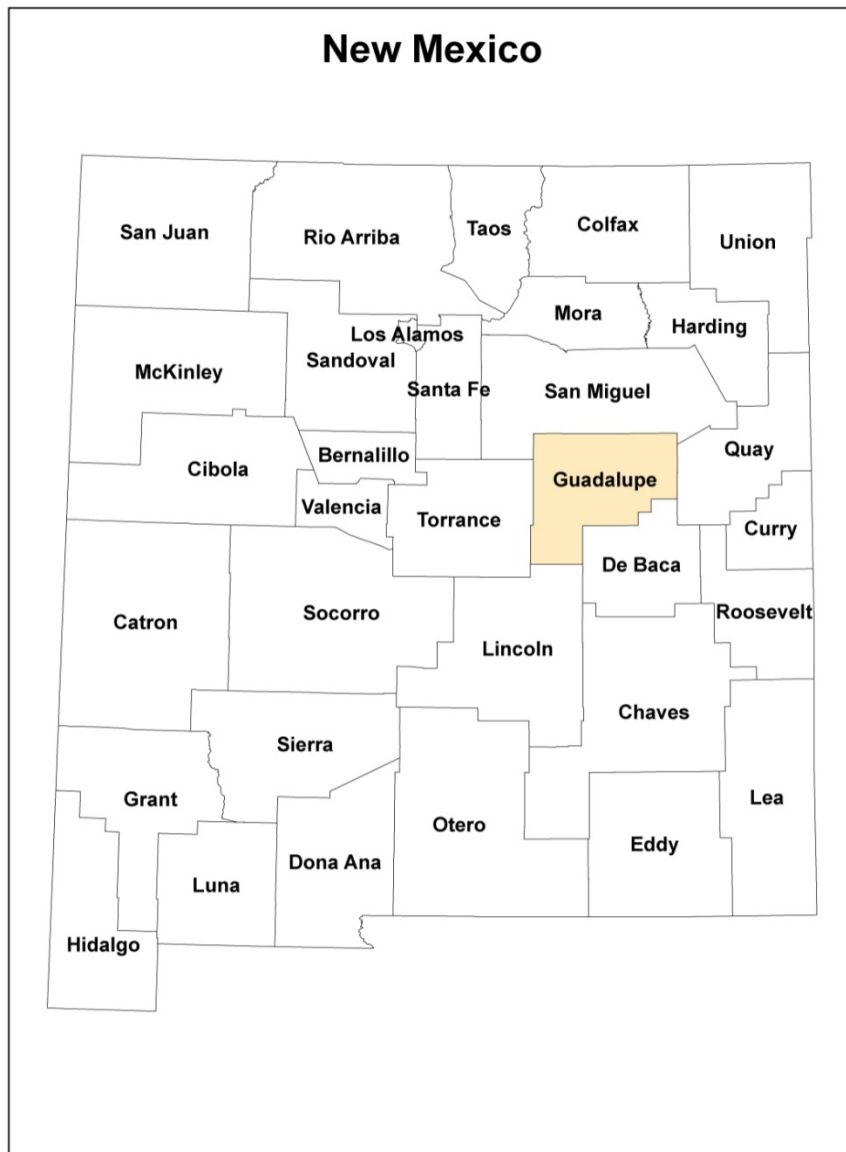 New Mexico
San Juan
Rio Arriba
Taos
Colfax
Union
Mora
Harding
Los Alamos
Sandoval
McKinley
Santa Fe
San Miguel
Bernalillo
Quay
Cibola
Guadalupe
Valencia
Torrance
Curry
De Baca
Catron
Socorro
Roosevelt
Lincoln
Chaves
Sierra
Grant
Lea
Otero
Eddy
Dona Ana
Luna
Hidalgo